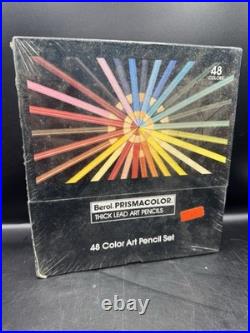 48
COLORS
Berol PRISMACOLOR
THICK LEAD ART PENCILS
48 Color Art Pencil Set